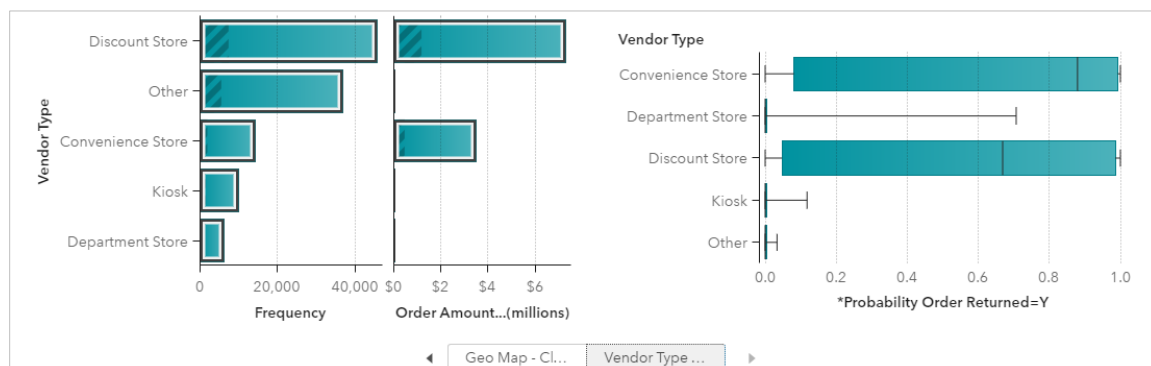 Vendor Type
Discount Store
Other
Convenience Store
Kiosk
Department Store
0 20,000 40,000
Frequency
$0 $2 $4 $6
Order Amount...(millions)
Vendor Type
Convenience Store
Department Store
Discount Store
Kiosk
Other
0.0 0.2 0.4 0.6 0.8 1.0
*Probability Order Returned=Y
Geo Map - Cl...
Vendor Type ...